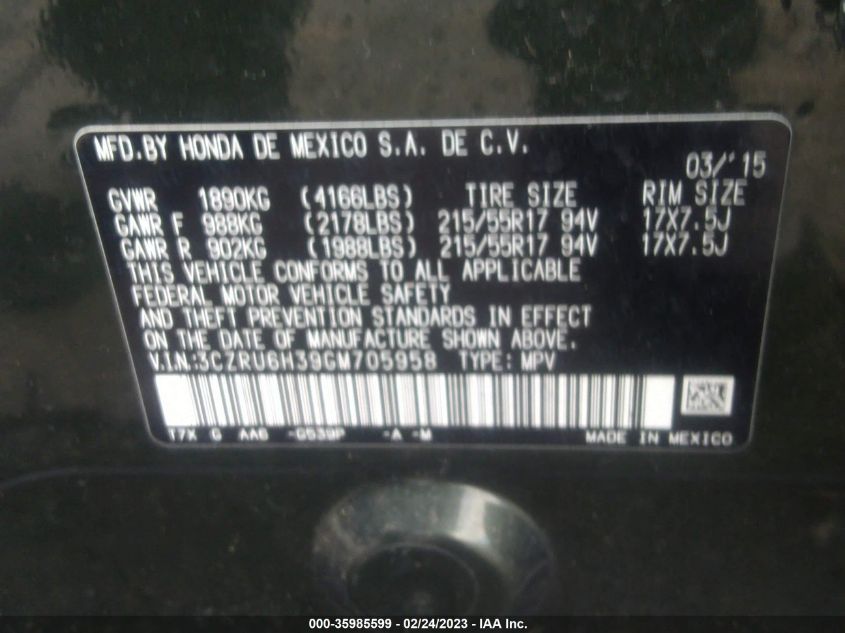 MFD.BY HONDA DE MEXICO S.A. DE C.V.
03/'15
GVWR 1890KG (4166LBS) TIRE SIZE RIM SIZE
GAWR F 988KG (2178LBS) 215/55R17 94V 17X7.5J
GAWR R 902KG (1988LBS) 215/55R17 94V 17X7.5J
THIS VEHICLE CONFORMS TO ALL APPLICABLE
FEDERAL MOTOR VEHICLE SAFETY
AND THEFT PREVENTION STANDARDS IN EFFECT
ON THE DATE OF MANUFACTURE SHOWN ABOVE.
V.I.N.:3CZRU6H39GM705958 TYPE: MPV
T7X G AA6 -G539P -A -M MADE IN MEXICO
000-35985599 - 02/24/2023 - IAAI Inc.